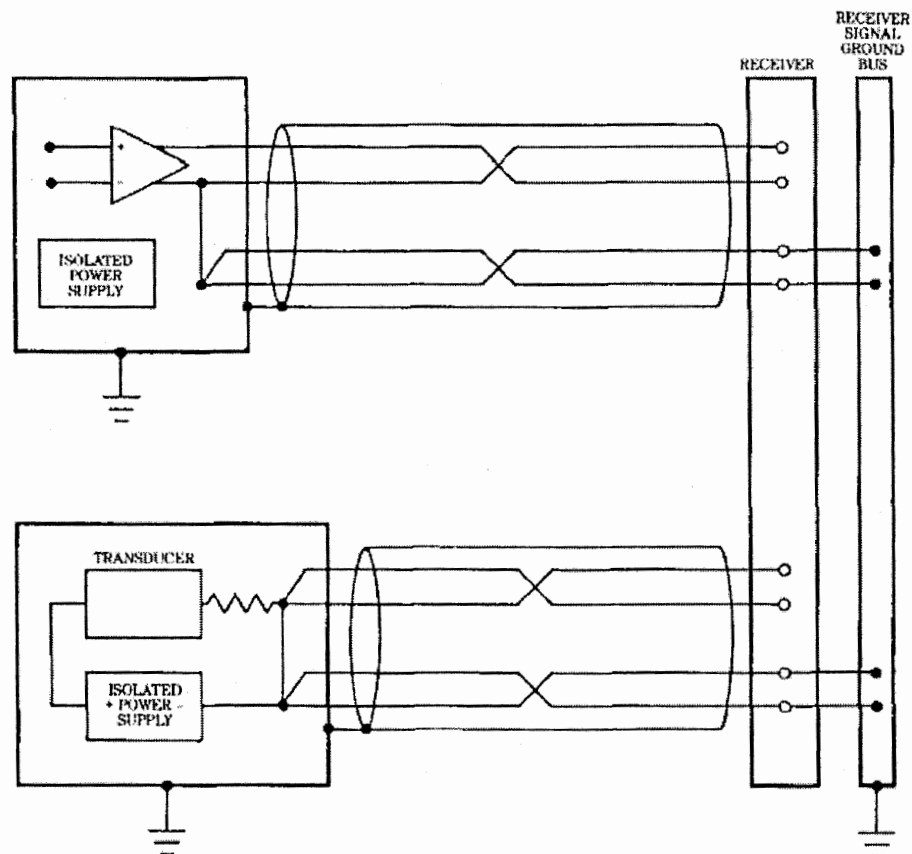 RECEIVER
SIGNAL
GROUND
BUS
RECEIVER
+
-
ISOLATED
POWER
SUPPLY
TRANSDUCER
ISOLATED
+ POWER -
SUPPLY